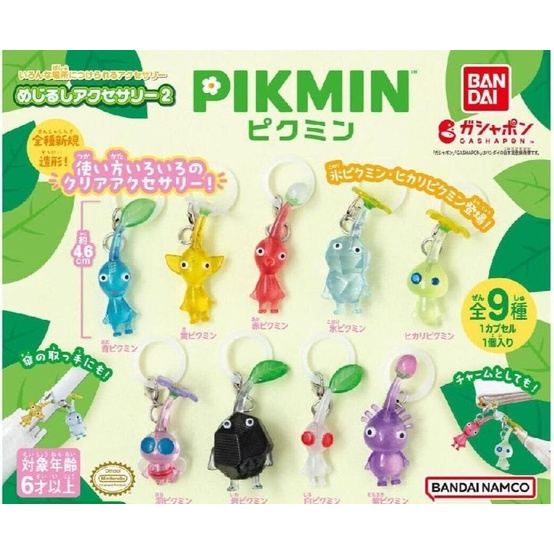 いろんな場所につけられるアクセサリー
めじるしアクセサリー2
PIKMIN™
ピクミン
BAN
DAI
ガシャポン
GASHAPON™
全種新規
造形!
使い方いろいろの
クリアアクセサリー!
氷ピクミン・ヒカリピクミン登場!
約4.6cm
青ピクミン
黄ピクミン
赤ピクミン
氷ピクミン
ヒカリピクミン
全9種
1カプセル
1個入り
傘の取っ手にも!
チャームとしても!
羽ピクミン
岩ピクミン
白ピクミン
紫ピクミン
対象年齢
6才以上
Nintendo
BANDAI NAMCO